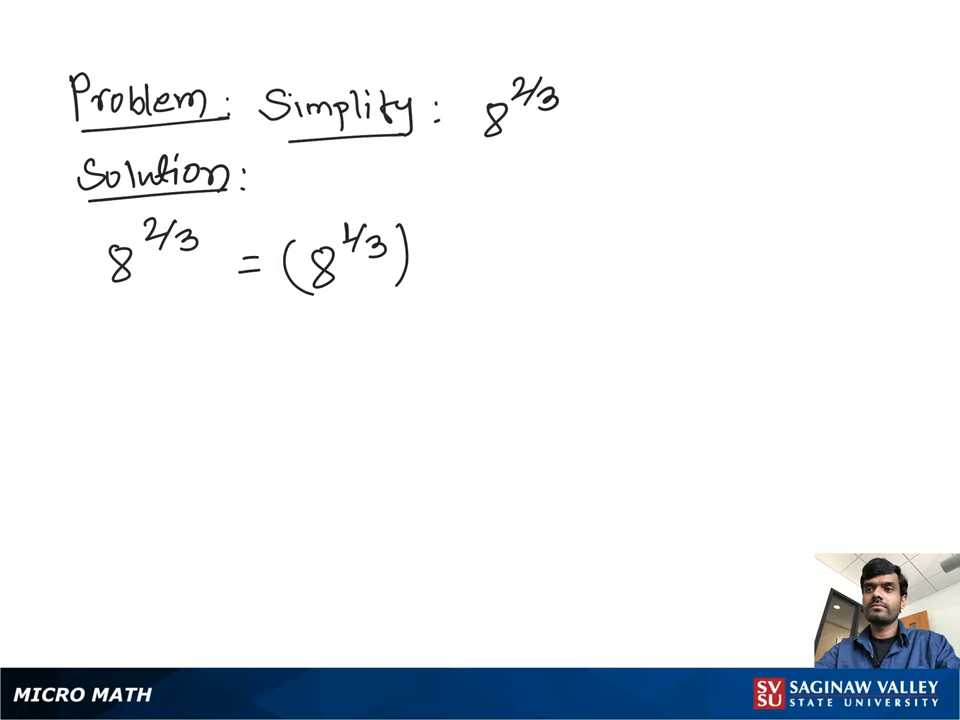 Problem: Simplify: 8^{2/3}
Solution:
8^{2/3} = (8^{1/3})
MICRO MATH
SV SU SAGINAW VALLEY
STATE UNIVERSITY